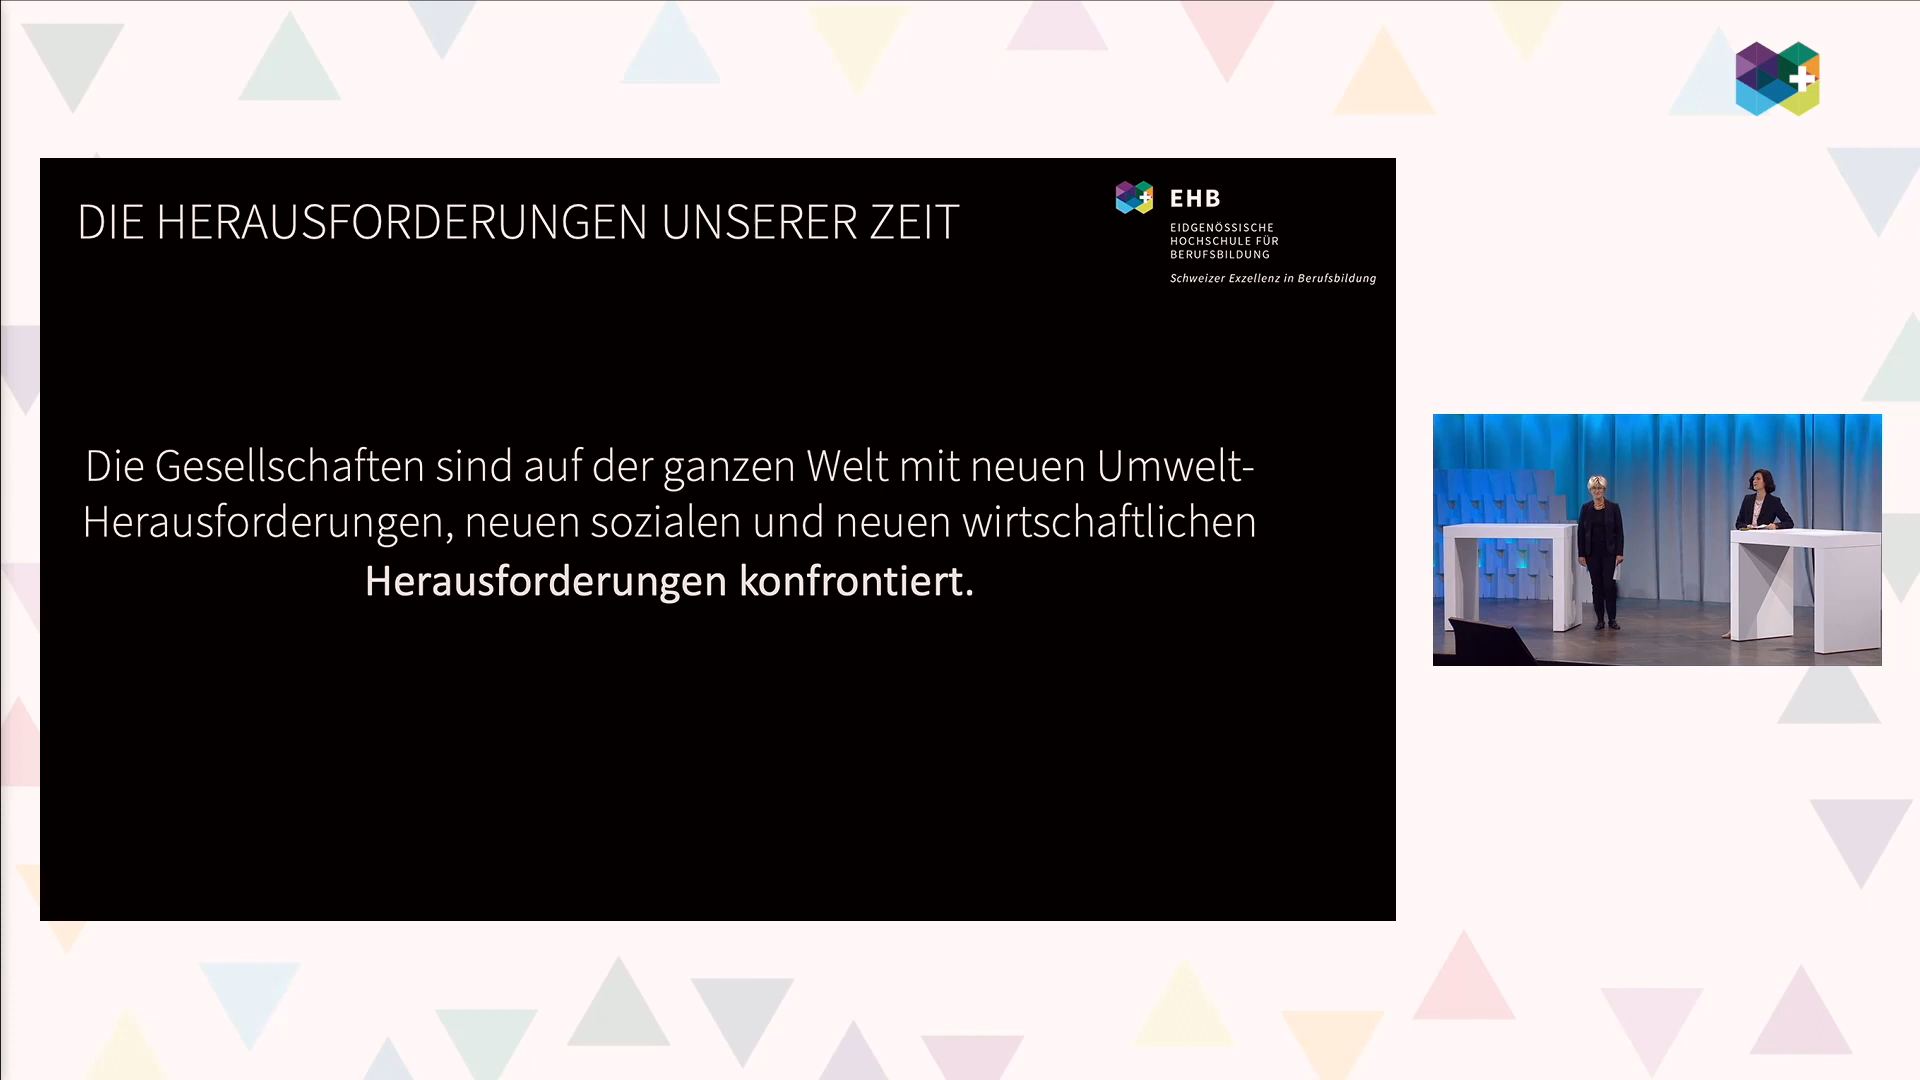 DIE HERAUSFORDERUNGEN UNSERER ZEIT
EHB
EIDGENÖSSISCHE
HOCHSCHULE FÜR
BERUFSBILDUNG
Schweizer Exzellenz in Berufsbildung
Die Gesellschaften sind auf der ganzen Welt mit neuen Umwelt-
Herausforderungen, neuen sozialen und neuen wirtschaftlichen
Herausforderungen konfrontiert.